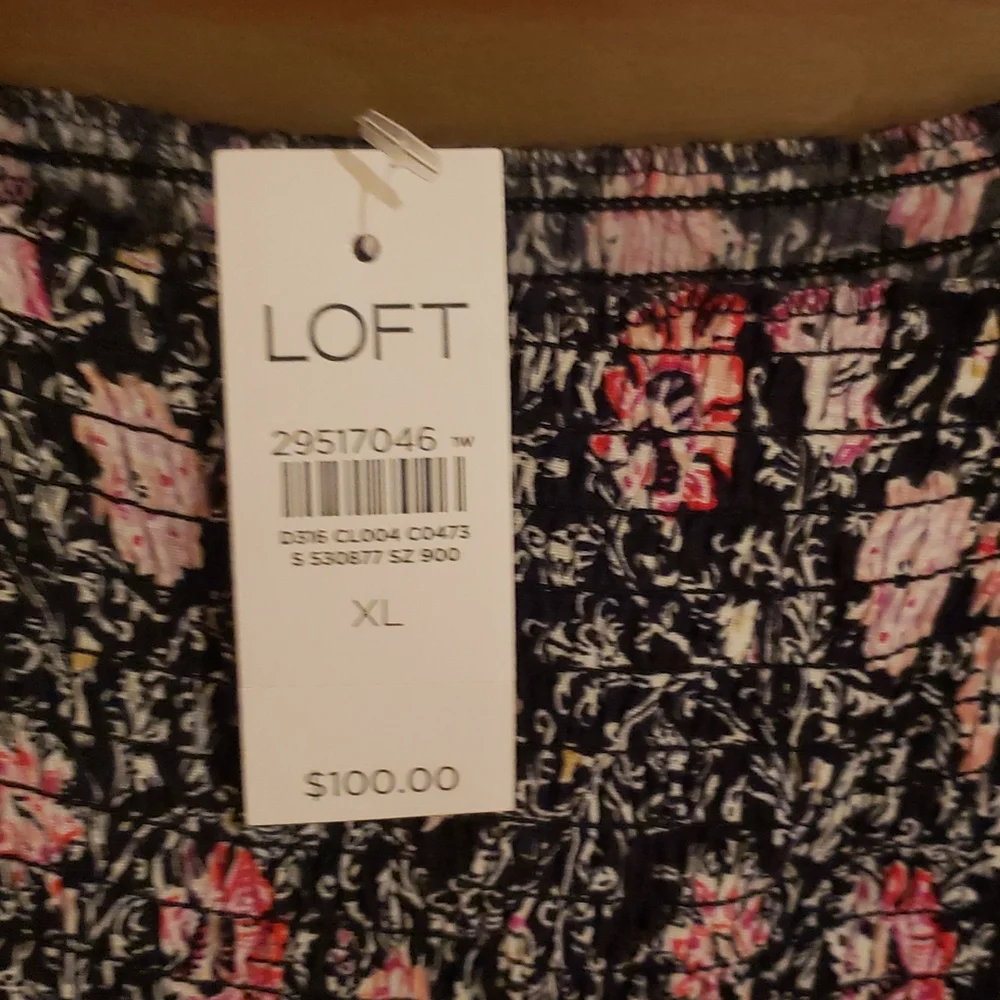 LOFT
29517046 TW
D316 CL004 C0473
S 530877 SZ 900
XL
$100.00